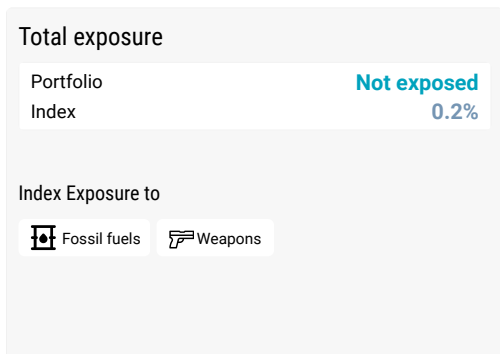 Total exposure
Portfolio Not exposed
Index 0.2%
Index Exposure to
Fossil fuels Weapons